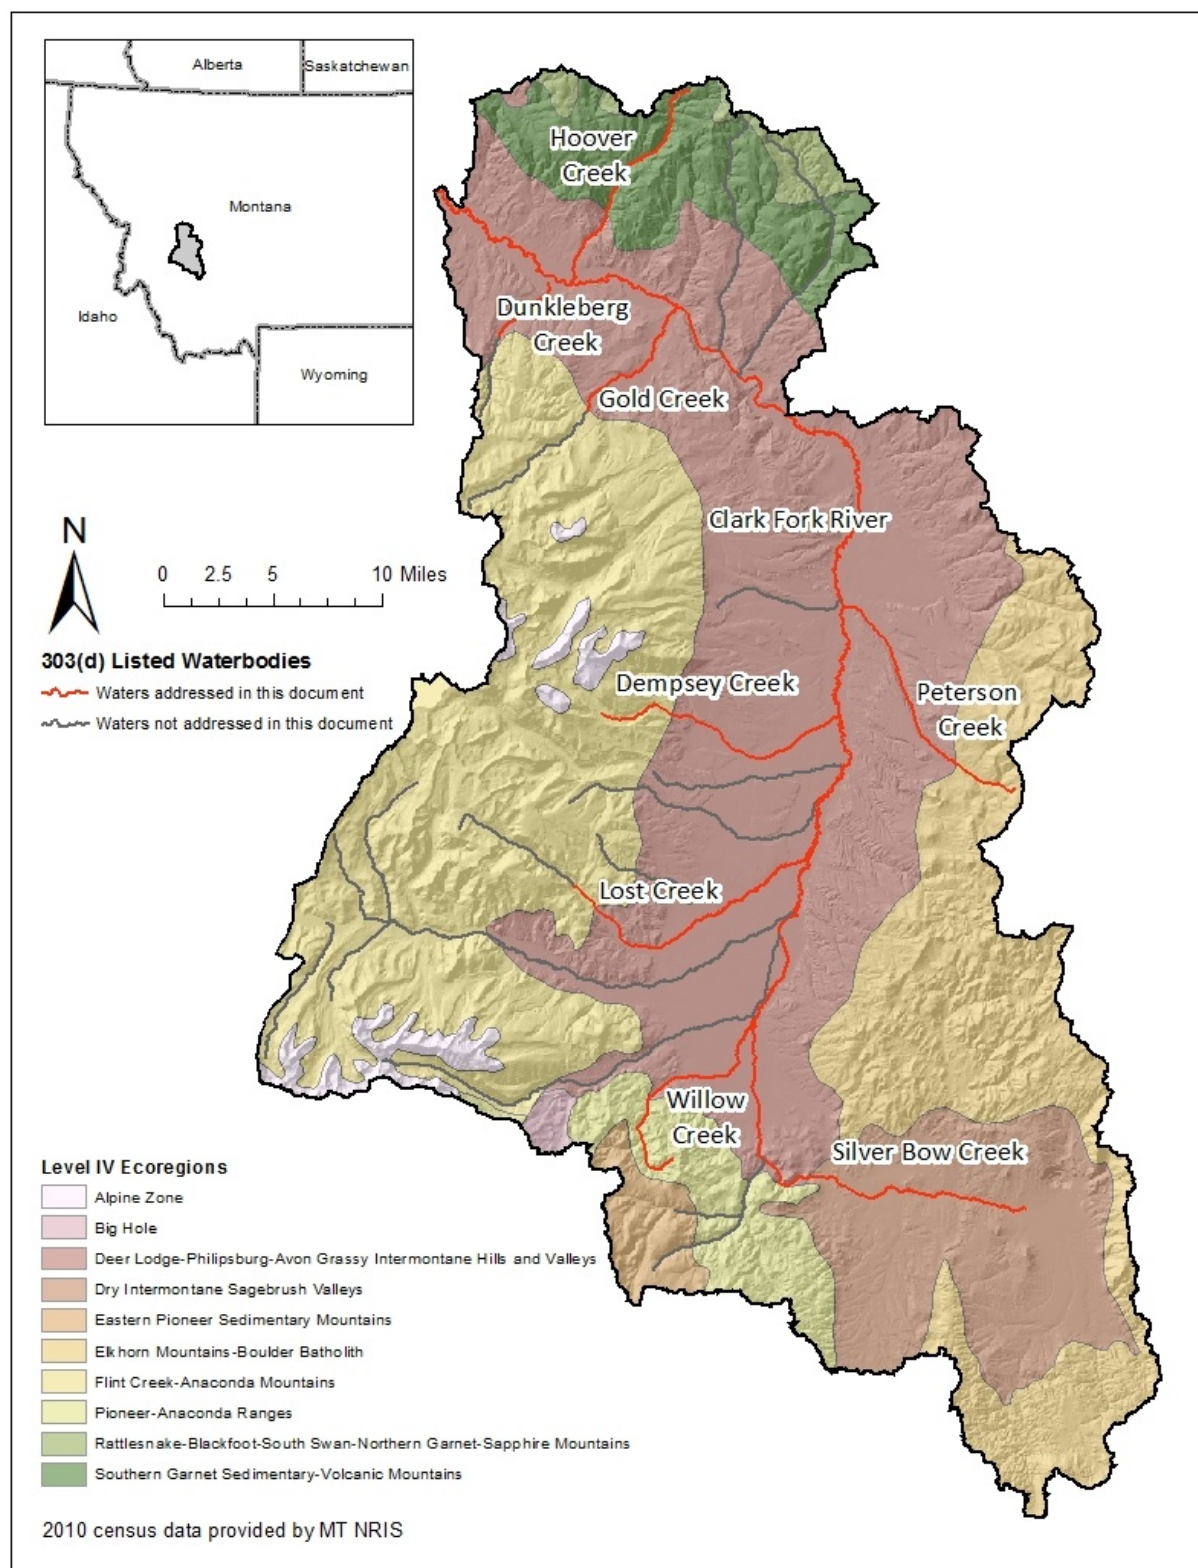 Alberta
Saskatchewan
Montana
Idaho
Wyoming
Hoover
Creek
Dunkleberg
Creek
Gold Creek
Clark Fork River
N
0 2.5 5 10 Miles
303(d) Listed Waterbodies
Waters addressed in this document
Waters not addressed in this document
Dempsey Creek
Peterson
Creek
Lost Creek
Willow
Creek
Silver Bow Creek
Level IV Ecoregions
Alpine Zone
Big Hole
Deer Lodge-Philipsburg-Avon Grassy Intermontane Hills and Valleys
Dry Intermontane Sagebrush Valleys
Eastern Pioneer Sedimentary Mountains
Elkhorn Mountains-Boulder Batholith
Flint Creek-Anaconda Mountains
Pioneer-Anaconda Ranges
Rattlesnake-Blackfoot-South Swan-Northern Garnet-Sapphire Mountains
Southern Garnet Sedimentary-Volcanic Mountains
2010 census data provided by MT NRIS